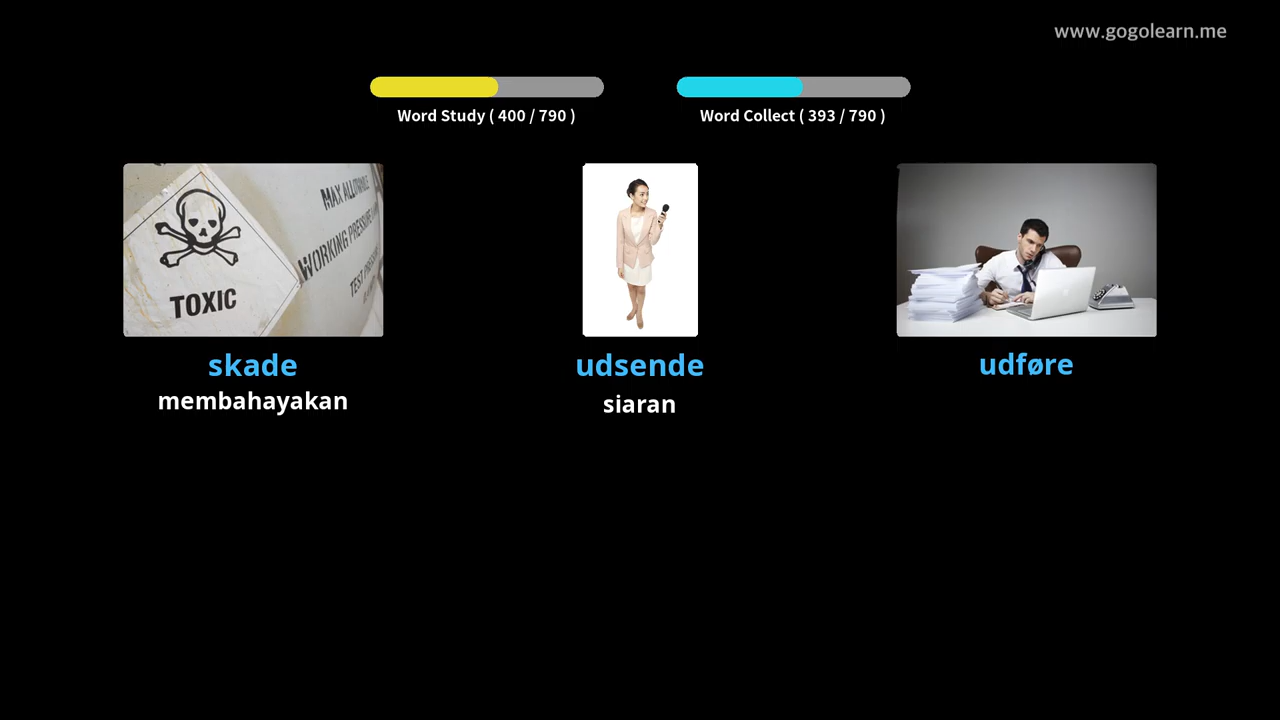 www.gogolearn.me
Word Study ( 400 / 790 )
Word Collect ( 393 / 790 )
MAX ALLOWABLE
WORKING PRESSURE
TEST PRESS
TOXIC
skade
udsende
udføre
membahayakan
siaran